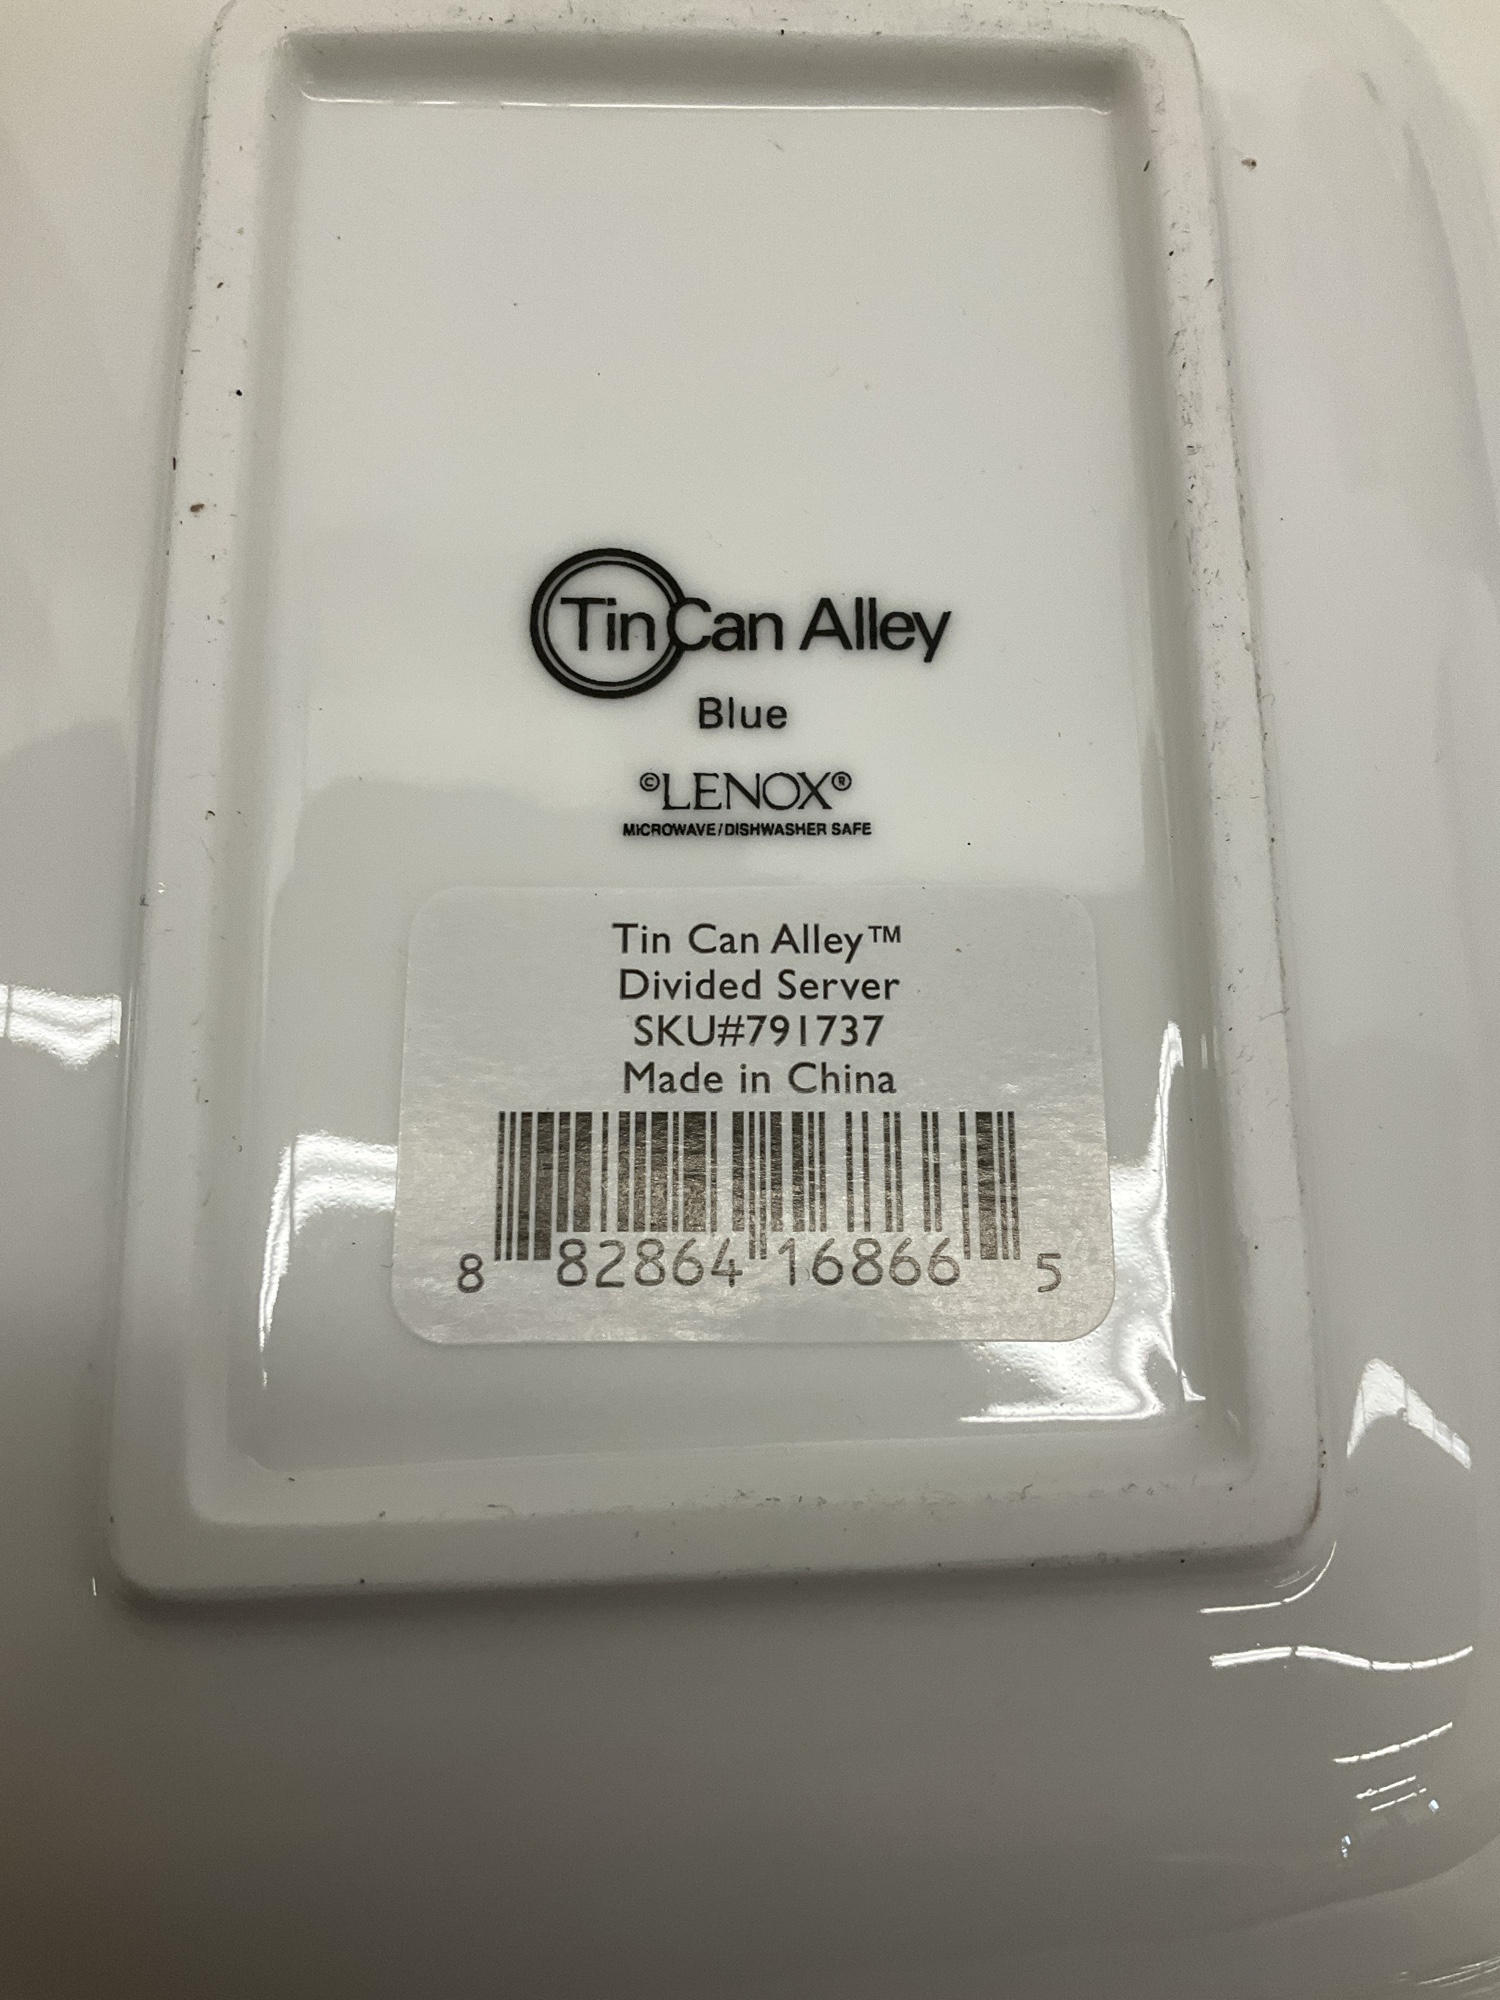 Tin Can Alley
Blue
©LENOX®
MICROWAVE/DISHWASHER SAFE
Tin Can Alley™
Divided Server
SKU#791737
Made in China
8 82864 16866 5